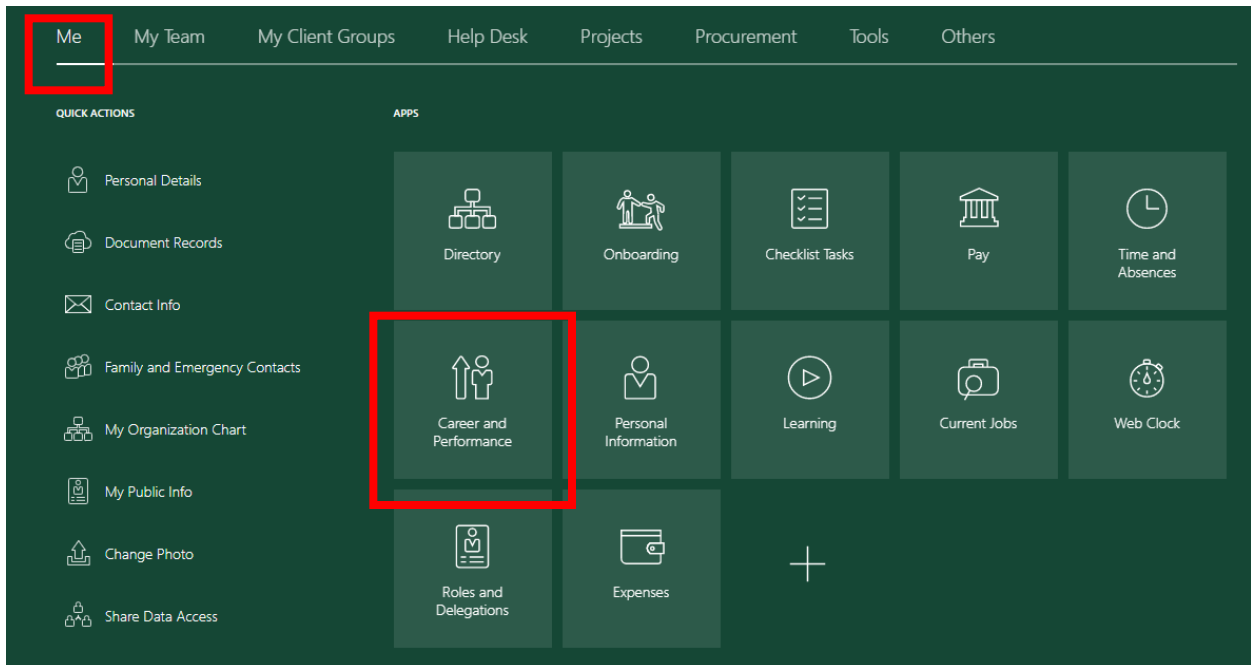 Me My Team My Client Groups Help Desk Projects Procurement Tools Others
QUICK ACTIONS
Personal Details
Document Records
Contact Info
Family and Emergency Contacts
My Organization Chart
My Public Info
Change Photo
Share Data Access
APPS
Directory
Onboarding
Checklist Tasks
Pay
Time and
Absences
Career and
Performance
Personal
Information
Learning
Current Jobs
Web Clock
Roles and
Delegations
Expenses